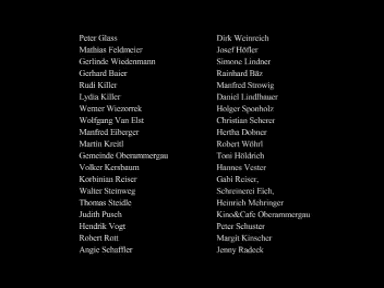 Peter Glass
Mathias Feldmeier
Gerlinde Wiedenmann
Gerhard Baier
Rudi Killer
Lydia Killer
Werner Wiezorrek
Wolfgang Van Elst
Manfred Eiberger
Martin Kreitl
Gemeinde Oberammergau
Volker Kersbaum
Korbinian Reiser
Walter Steinweg
Thomas Steidle
Judith Pusch
Hendrik Vogt
Robert Rott
Angie Schaffler
Dirk Weinreich
Josef Höfler
Simone Lindner
Rainhard Bäz
Manfred Strowig
Daniel Lindlbauer
Holger Sponholz
Christian Scherer
Hertha Dobner
Robert Wöhrl
Toni Höldrich
Hannes Vester
Gabi Reiser,
Schreinerei Eich,
Heinrich Mehringer
Kino&Cafe Oberammergau
Peter Schuster
Margit Kinscher
Jenny Radeck